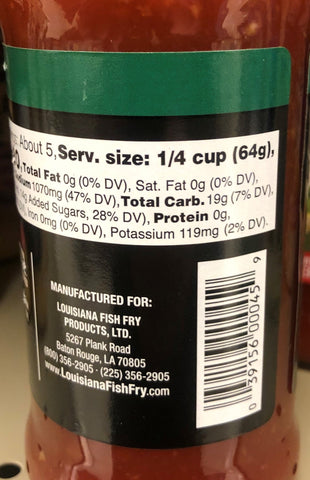 About 5, Serv. size: 1/4 cup (64g),
Total Fat 0g (0% DV), Sat. Fat 0g (0% DV),
1070mg (47% DV), Total Carb. 19g (7% DV),
Added Sugars, 28% DV), Protein 0g,
Iron 0mg (0% DV), Potassium 119mg (2% DV).
MANUFACTURED FOR:
LOUISIANA FISH FRY
PRODUCTS, LTD.
5267 Plank Road
Baton Rouge, LA 70805
(800) 356-2905 · (225) 356-2905
www.LouisianaFishFry.com
0 39156 00045 9